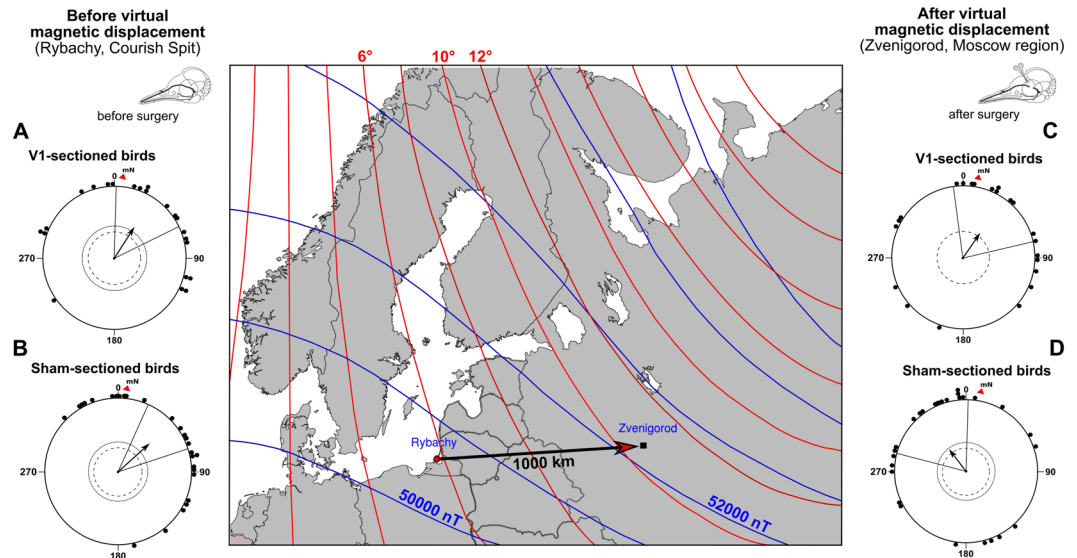 Before virtual
magnetic displacement
(Rybachy, Courish Spit)
before surgery
A
V1-sectioned birds
0
mN
270
90
180
B
Sham-sectioned birds
0
mN
270
90
180
6°
10°
12°
Rybachy
Zvenigorod
1000 km
50000 nT
52000 nT
After virtual
magnetic displacement
(Zvenigorod, Moscow region)
after surgery
C
V1-sectioned birds
0
mN
270
90
180
D
Sham-sectioned birds
0
mN
270
90
180